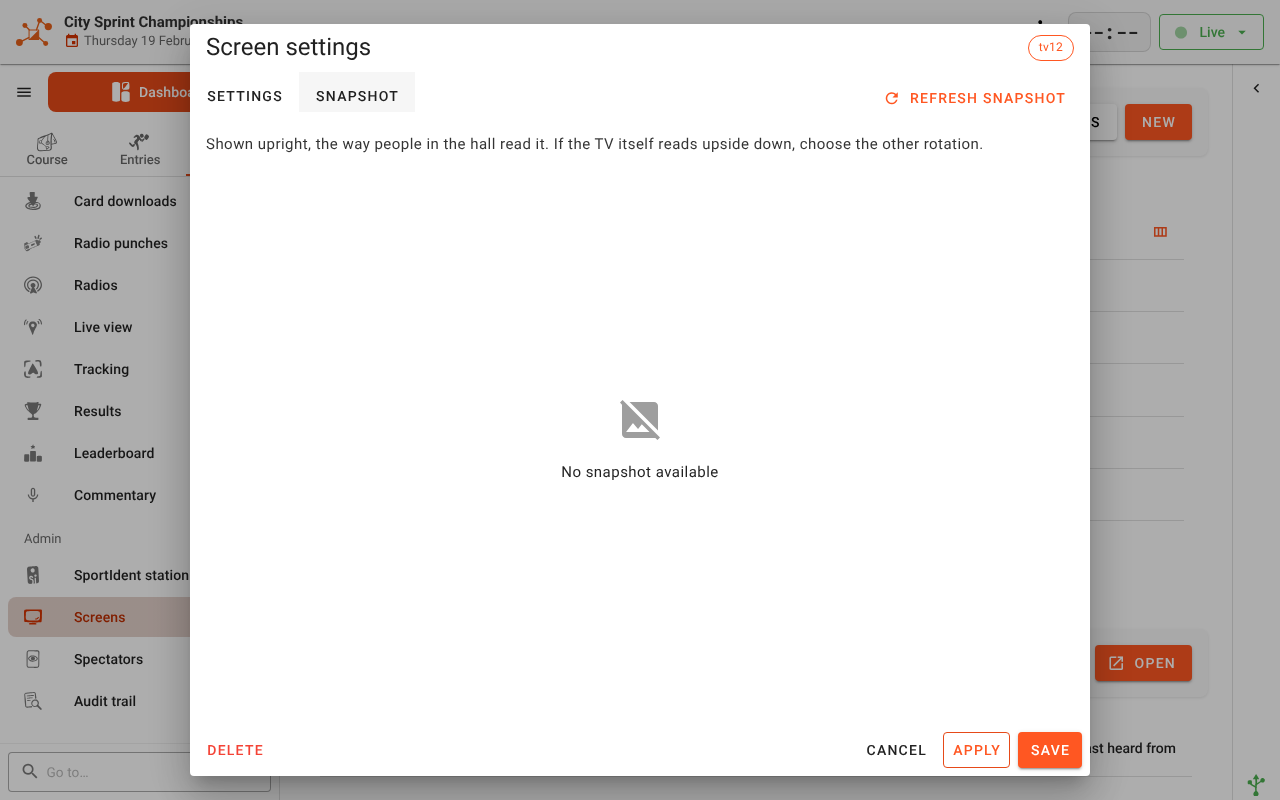 City Sprint Championships
Thursday 19 Febru
--:--
Live
Screen settings
tv12
SETTINGS
SNAPSHOT
REFRESH SNAPSHOT
Shown upright, the way people in the hall read it. If the TV itself reads upside down, choose the other rotation.
No snapshot available
DELETE
CANCEL
APPLY
SAVE
Dashboa
Course
Entries
S
NEW
Card downloads
Radio punches
Radios
Live view
Tracking
Results
Leaderboard
Commentary
Admin
SportIdent station
Screens
Spectators
Audit trail
OPEN
st heard from
Go to…